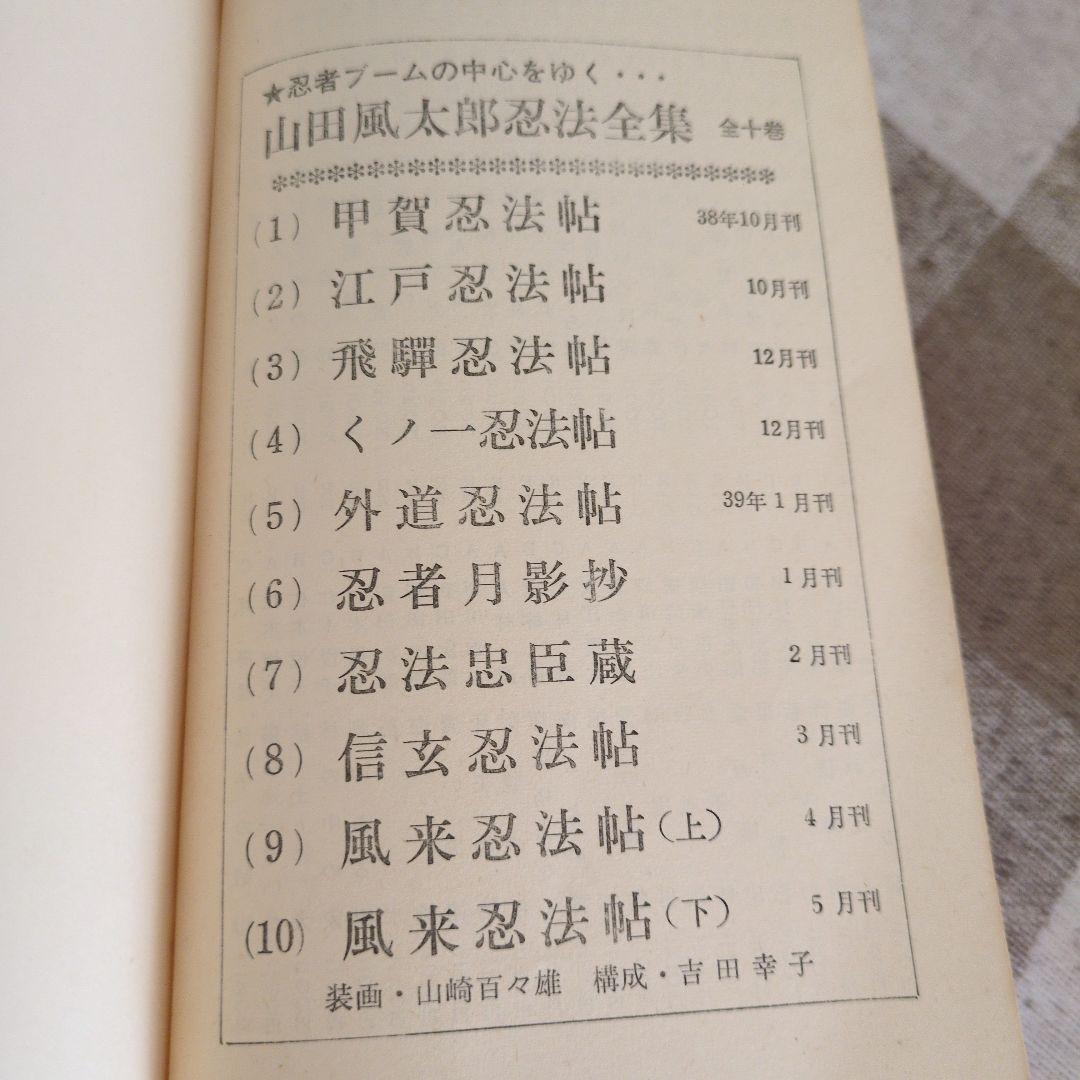 ★忍者ブームの中心をゆく・・・
山田風太郎忍法全集 全十巻
(1) 甲賀忍法帖 38年10月刊
(2) 江戸忍法帖 10月刊
(3) 飛騨忍法帖 12月刊
(4) くノ一忍法帖 12月刊
(5) 外道忍法帖 39年1月刊
(6) 忍者月影抄 1月刊
(7) 忍法忠臣蔵 2月刊
(8) 信玄忍法帖 3月刊
(9) 風来忍法帖(上) 4月刊
(10) 風来忍法帖(下) 5月刊
装画・山崎百々雄 構成・吉田幸子